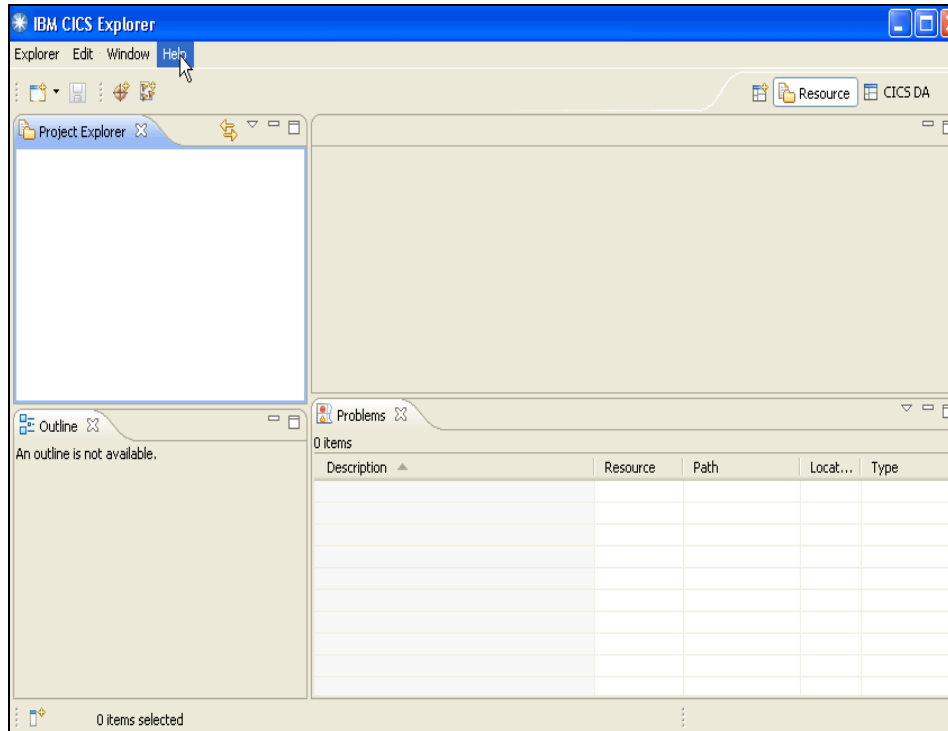 IBM CICS Explorer
Explorer Edit Window Help
Resource CICS DA
Project Explorer
Outline
An outline is not available.
Problems
0 items
Description Resource Path Locat... Type
0 items selected